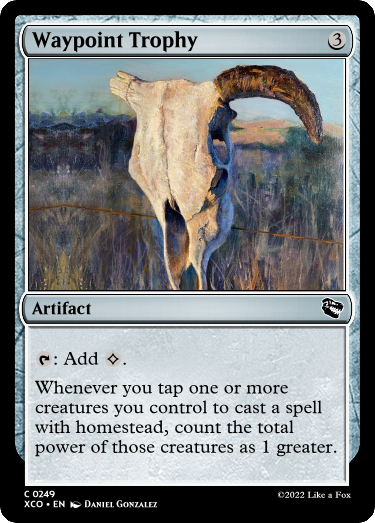 Waypoint Trophy 3
Artifact
: Add .
Whenever you tap one or more
creatures you control to cast a spell
with homestead, count the total
power of those creatures as 1 greater.
C 0249
XCO • EN Daniel Gonzalez
©2022 Like a Fox